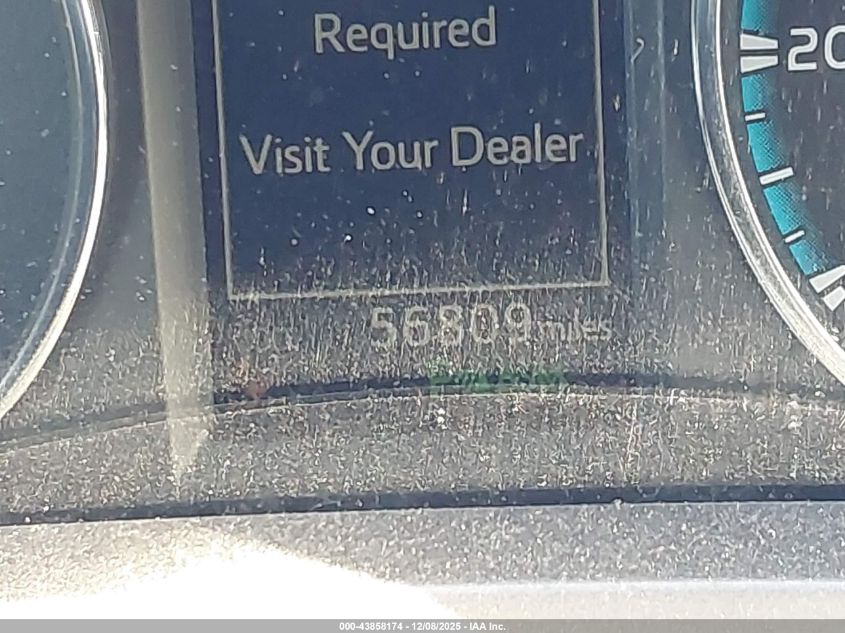 Required
Visit Your Dealer
20
56809 miles
000-43858174 - 12/08/2025 - IAA Inc.